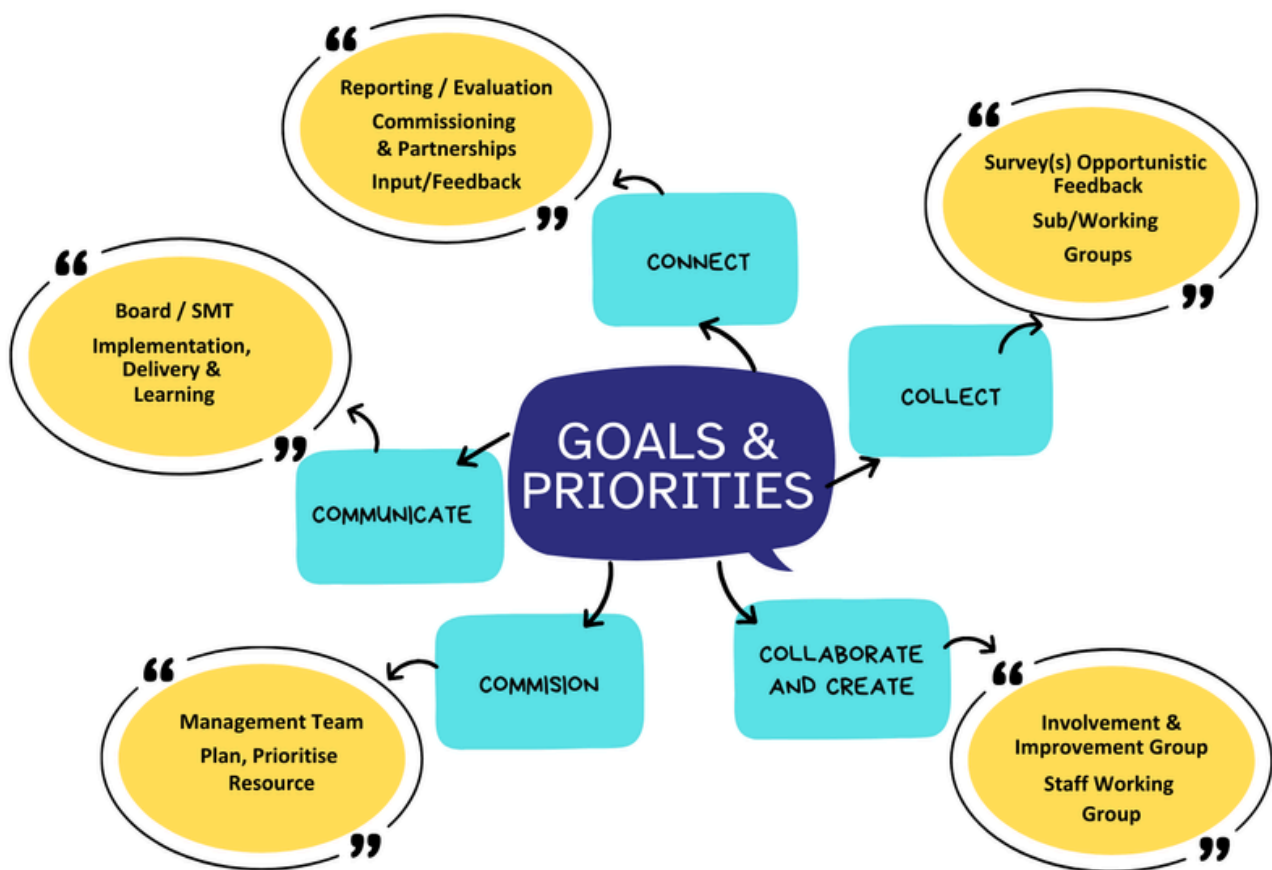 GOALS &
PRIORITIES
CONNECT
“
Reporting / Evaluation
Commissioning
& Partnerships
Input/Feedback
”
COLLECT
“
Survey(s) Opportunistic
Feedback
Sub/Working
Groups
”
COLLABORATE
AND CREATE
“
Involvement &
Improvement Group
Staff Working
Group
”
COMMISION
“
Management Team
Plan, Prioritise
Resource
”
COMMUNICATE
“
Board / SMT
Implementation,
Delivery &
Learning
”